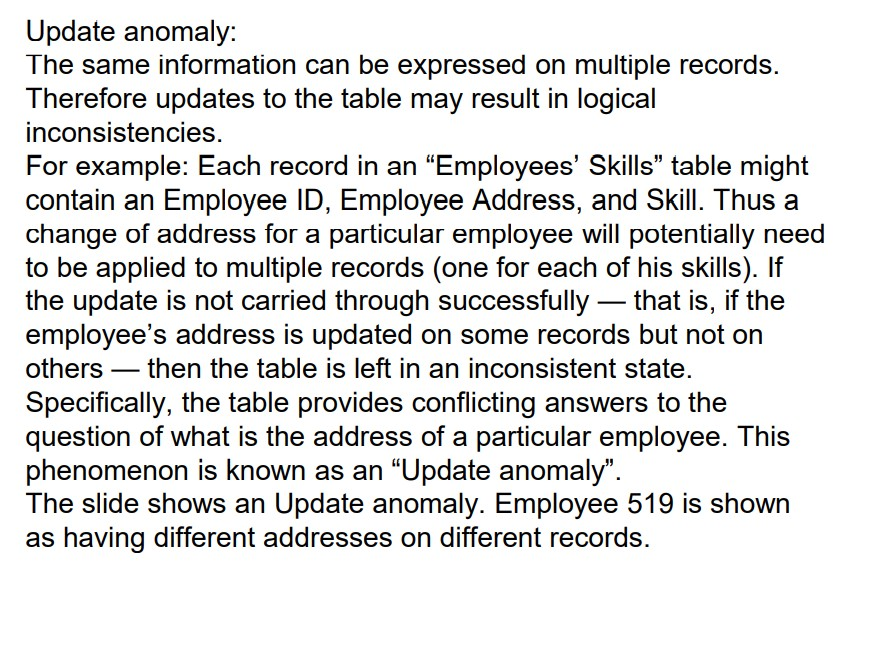 Update anomaly:
The same information can be expressed on multiple records.
Therefore updates to the table may result in logical
inconsistencies.
For example: Each record in an “Employees’ Skills” table might
contain an Employee ID, Employee Address, and Skill. Thus a
change of address for a particular employee will potentially need
to be applied to multiple records (one for each of his skills). If
the update is not carried through successfully — that is, if the
employee’s address is updated on some records but not on
others — then the table is left in an inconsistent state.
Specifically, the table provides conflicting answers to the
question of what is the address of a particular employee. This
phenomenon is known as an “Update anomaly”.
The slide shows an Update anomaly. Employee 519 is shown
as having different addresses on different records.